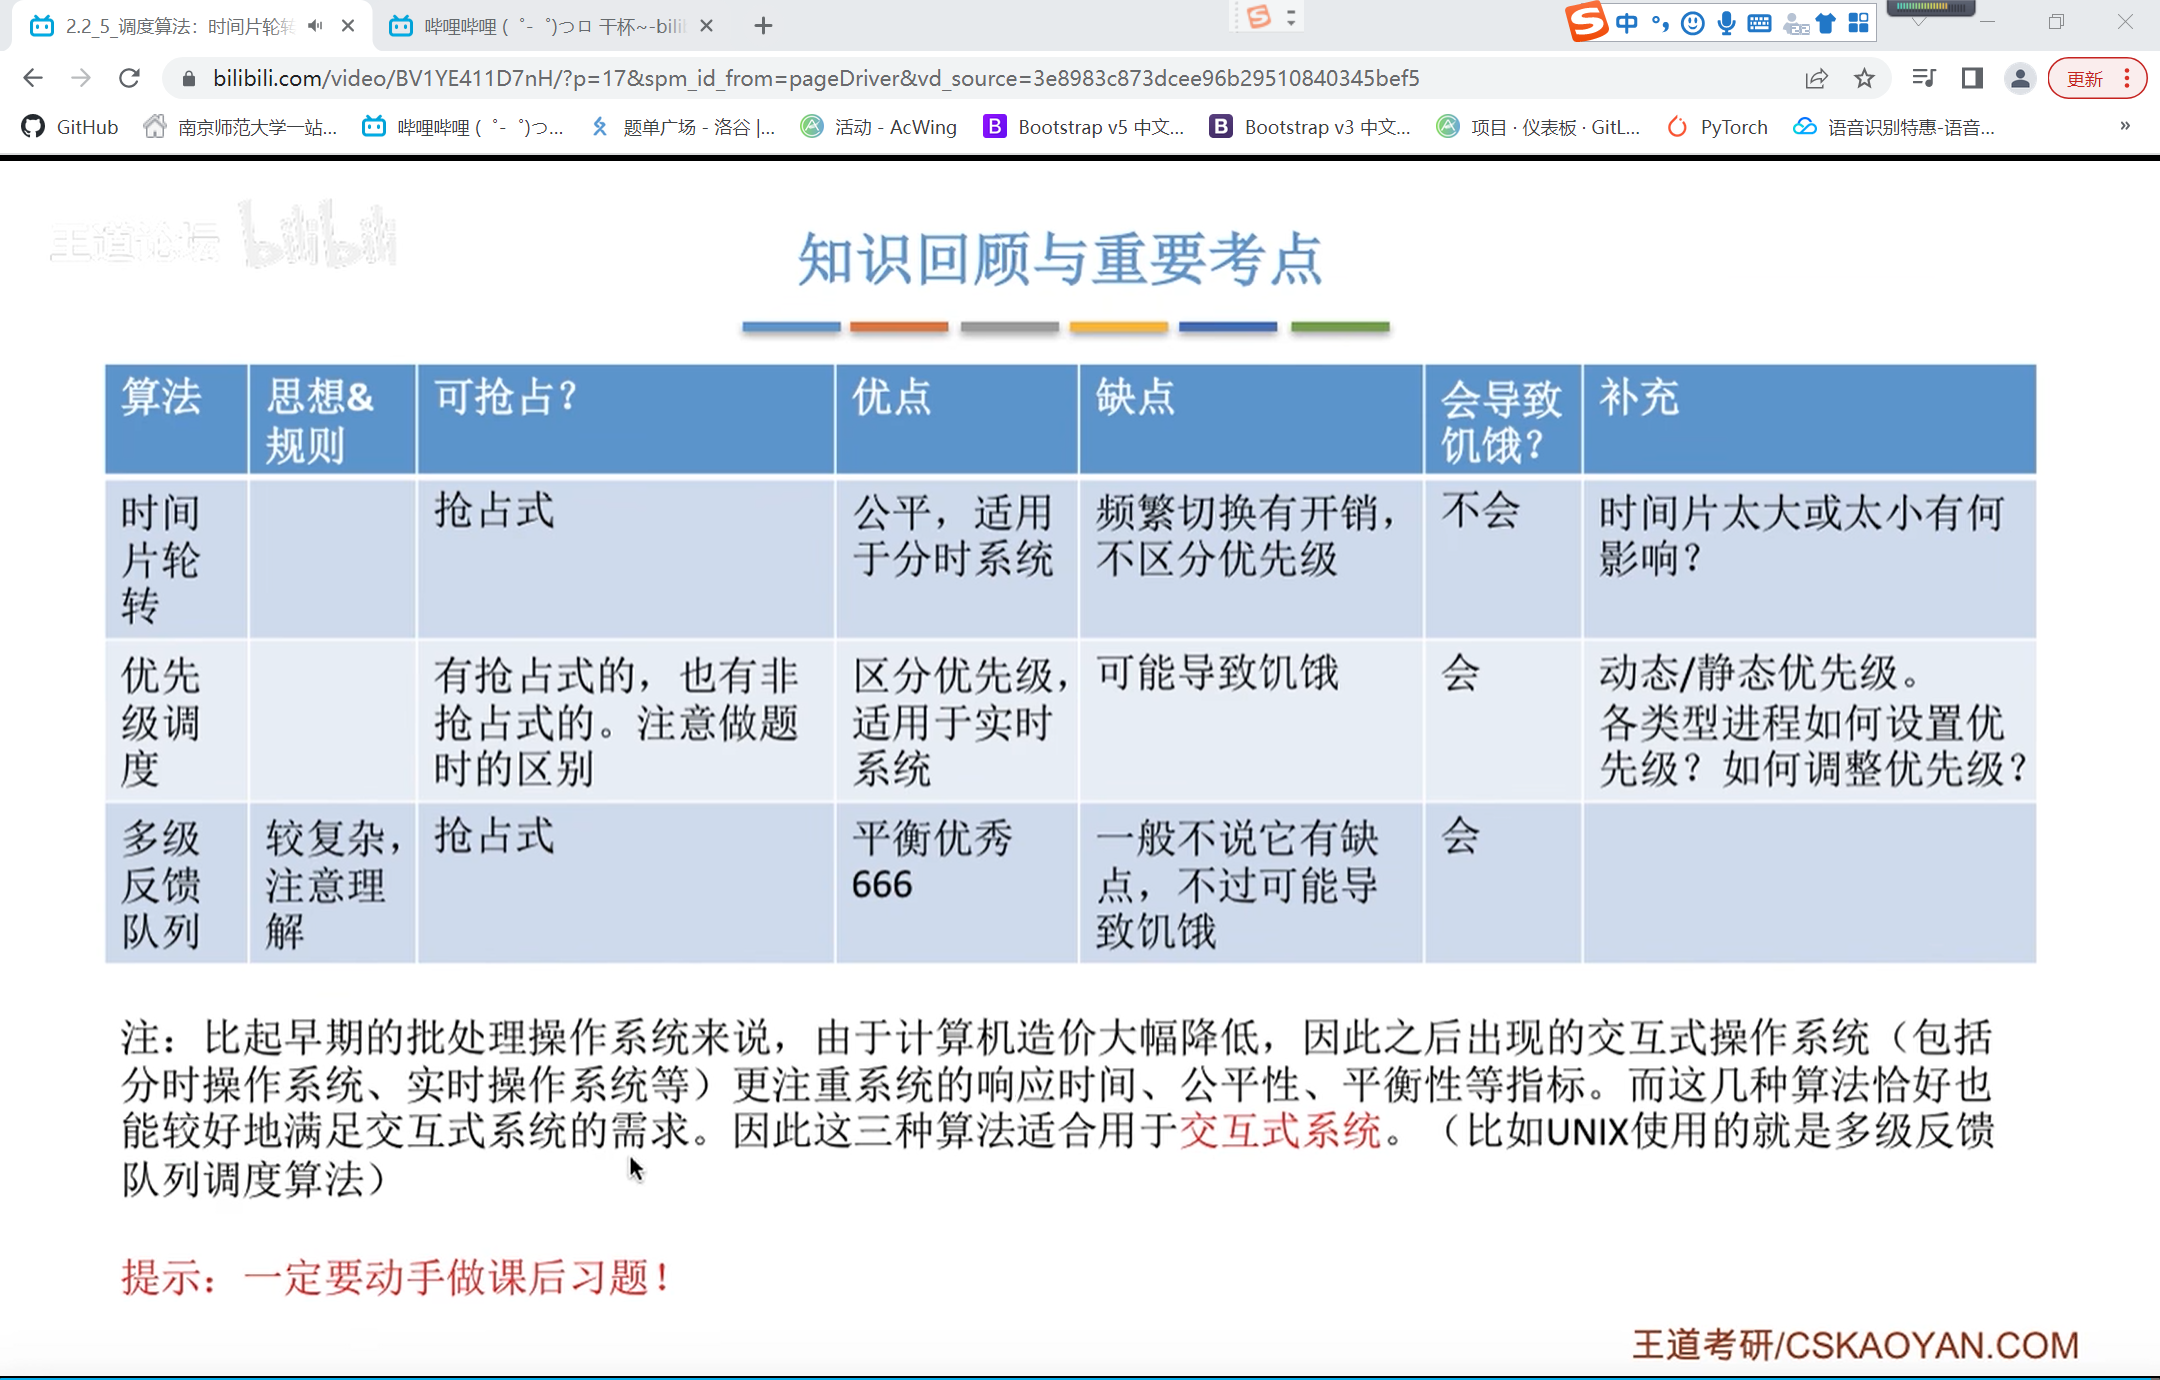 2.2_5_调度算法：时间片轮转
哔哩哔哩 (゜-゜)つロ 干杯~-bili
中
bilibili.com/video/BV1YE411D7nH/?p=17&spm_id_from=pageDriver&vd_source=3e8983c873dcee96b29510840345bef5
更新
GitHub
南京师范大学一站...
哔哩哔哩 (゜-゜)つ...
题单广场 - 洛谷 |...
活动 - AcWing
Bootstrap v5 中文...
Bootstrap v3 中文...
项目 · 仪表板 · GitL...
PyTorch
语音识别特惠-语音...
»
王道论坛 bilibili
知识回顾与重要考点
算法
思想&
规则
可抢占？
优点
缺点
会导致
饥饿？
补充
时间
片轮
转
抢占式
公平，适用
于分时系统
频繁切换有开销，
不区分优先级
不会
时间片太大或太小有何
影响？
优先
级调
度
有抢占式的，也有非
抢占式的。注意做题
时的区别
区分优先级，
适用于实时
系统
可能导致饥饿
会
动态/静态优先级。
各类型进程如何设置优
先级？如何调整优先级？
多级
反馈
队列
较复杂，
注意理
解
抢占式
平衡优秀
666
一般不说它有缺
点，不过可能导
致饥饿
会
注：比起早期的批处理操作系统来说，由于计算机造价大幅降低，因此之后出现的交互式操作系统（包括
分时操作系统、实时操作系统等）更注重系统的响应时间、公平性、平衡性等指标。而这几种算法恰好也
能较好地满足交互式系统的需求。因此这三种算法适合用于交互式系统。（比如UNIX使用的就是多级反馈
队列调度算法）
提示：一定要动手做课后习题！
王道考研/CSKAOYAN.COM